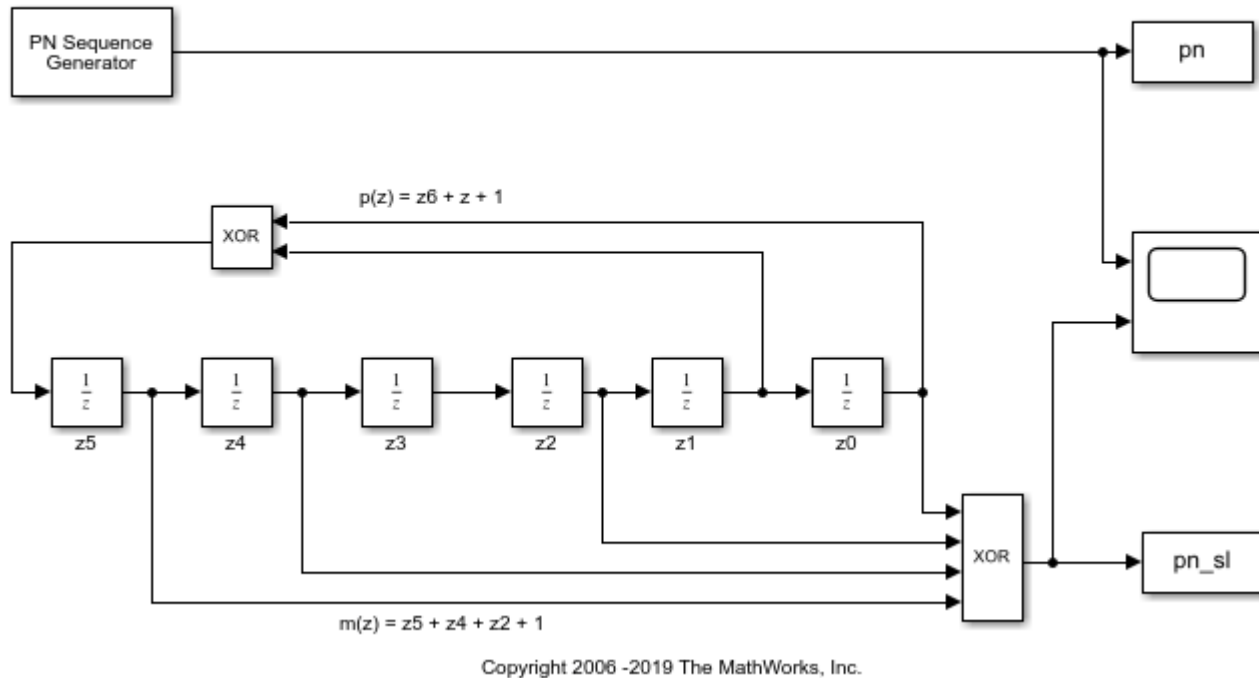 PN Sequence
Generator
pn
p(z) = z6 + z + 1
XOR
1
z
1
z
1
z
1
z
1
z
1
z
z5
z4
z3
z2
z1
z0
XOR
pn_sl
m(z) = z5 + z4 + z2 + 1
Copyright 2006 -2019 The MathWorks, Inc.